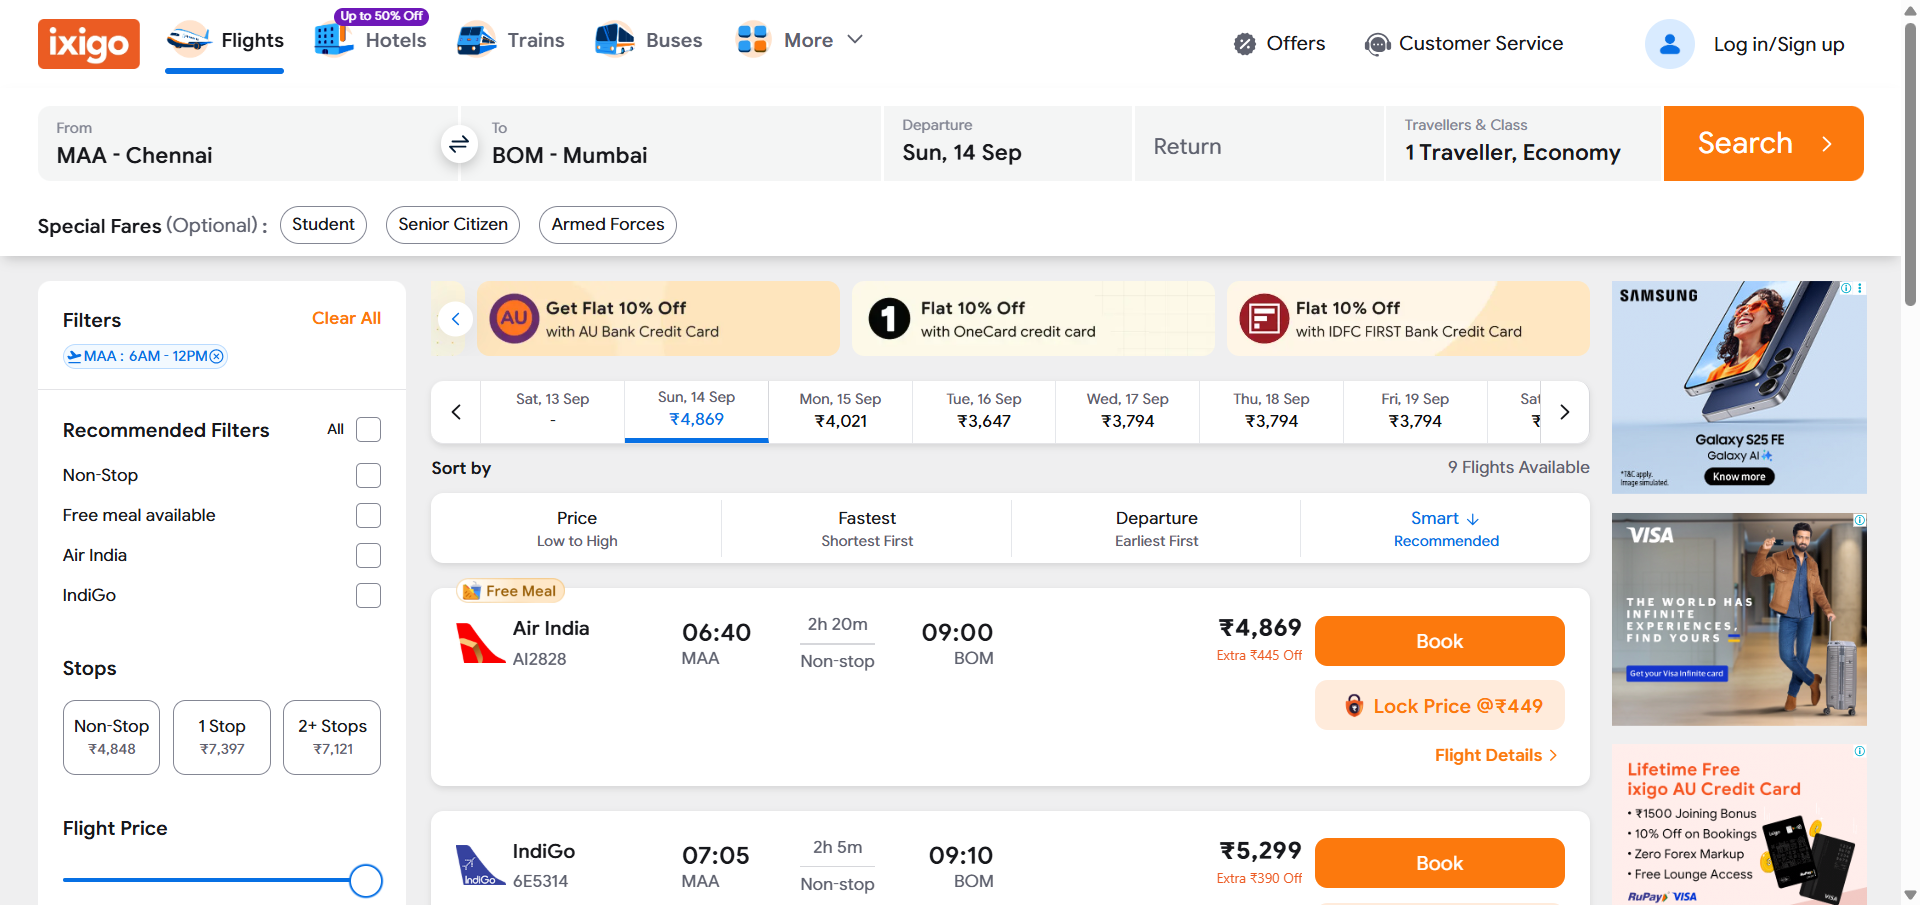 ixigo
Flights
Up to 50% Off
Hotels
Trains
Buses
More
Offers
Customer Service
Log in/Sign up
From
MAA - Chennai
To
BOM - Mumbai
Departure
Sun, 14 Sep
Return
Travellers & Class
1 Traveller, Economy
Search
Special Fares (Optional) :
Student
Senior Citizen
Armed Forces
Filters
Clear All
MAA : 6AM - 12PM
Recommended Filters
All
Non-Stop
Free meal available
Air India
IndiGo
Stops
Non-Stop
₹4,848
1 Stop
₹7,397
2+ Stops
₹7,121
Flight Price
AU
Get Flat 10% Off
with AU Bank Credit Card
1
Flat 10% Off
with OneCard credit card
Flat 10% Off
with IDFC FIRST Bank Credit Card
Sat, 13 Sep
-
Sun, 14 Sep
₹4,869
Mon, 15 Sep
₹4,021
Tue, 16 Sep
₹3,647
Wed, 17 Sep
₹3,794
Thu, 18 Sep
₹3,794
Fri, 19 Sep
₹3,794
Sat
₹
Sort by
9 Flights Available
Price
Low to High
Fastest
Shortest First
Departure
Earliest First
Smart
Recommended
Free Meal
Air India
AI2828
06:40
MAA
2h 20m
Non-stop
09:00
BOM
₹4,869
Extra ₹445 Off
Book
Lock Price @₹449
Flight Details
IndiGo
IndiGo
6E5314
07:05
MAA
2h 5m
Non-stop
09:10
BOM
₹5,299
Extra ₹390 Off
Book
SAMSUNG
Galaxy S25 FE
Galaxy AI
*T&C apply.
Image simulated.
Know more
VISA
THE WORLD HAS
INFINITE
EXPERIENCES,
FIND YOURS
Get your Visa Infinite card
Lifetime Free
ixigo AU Credit Card
• ₹1500 Joining Bonus
• 10% Off on Bookings
• Zero Forex Markup
• Free Lounge Access
RuPay VISA